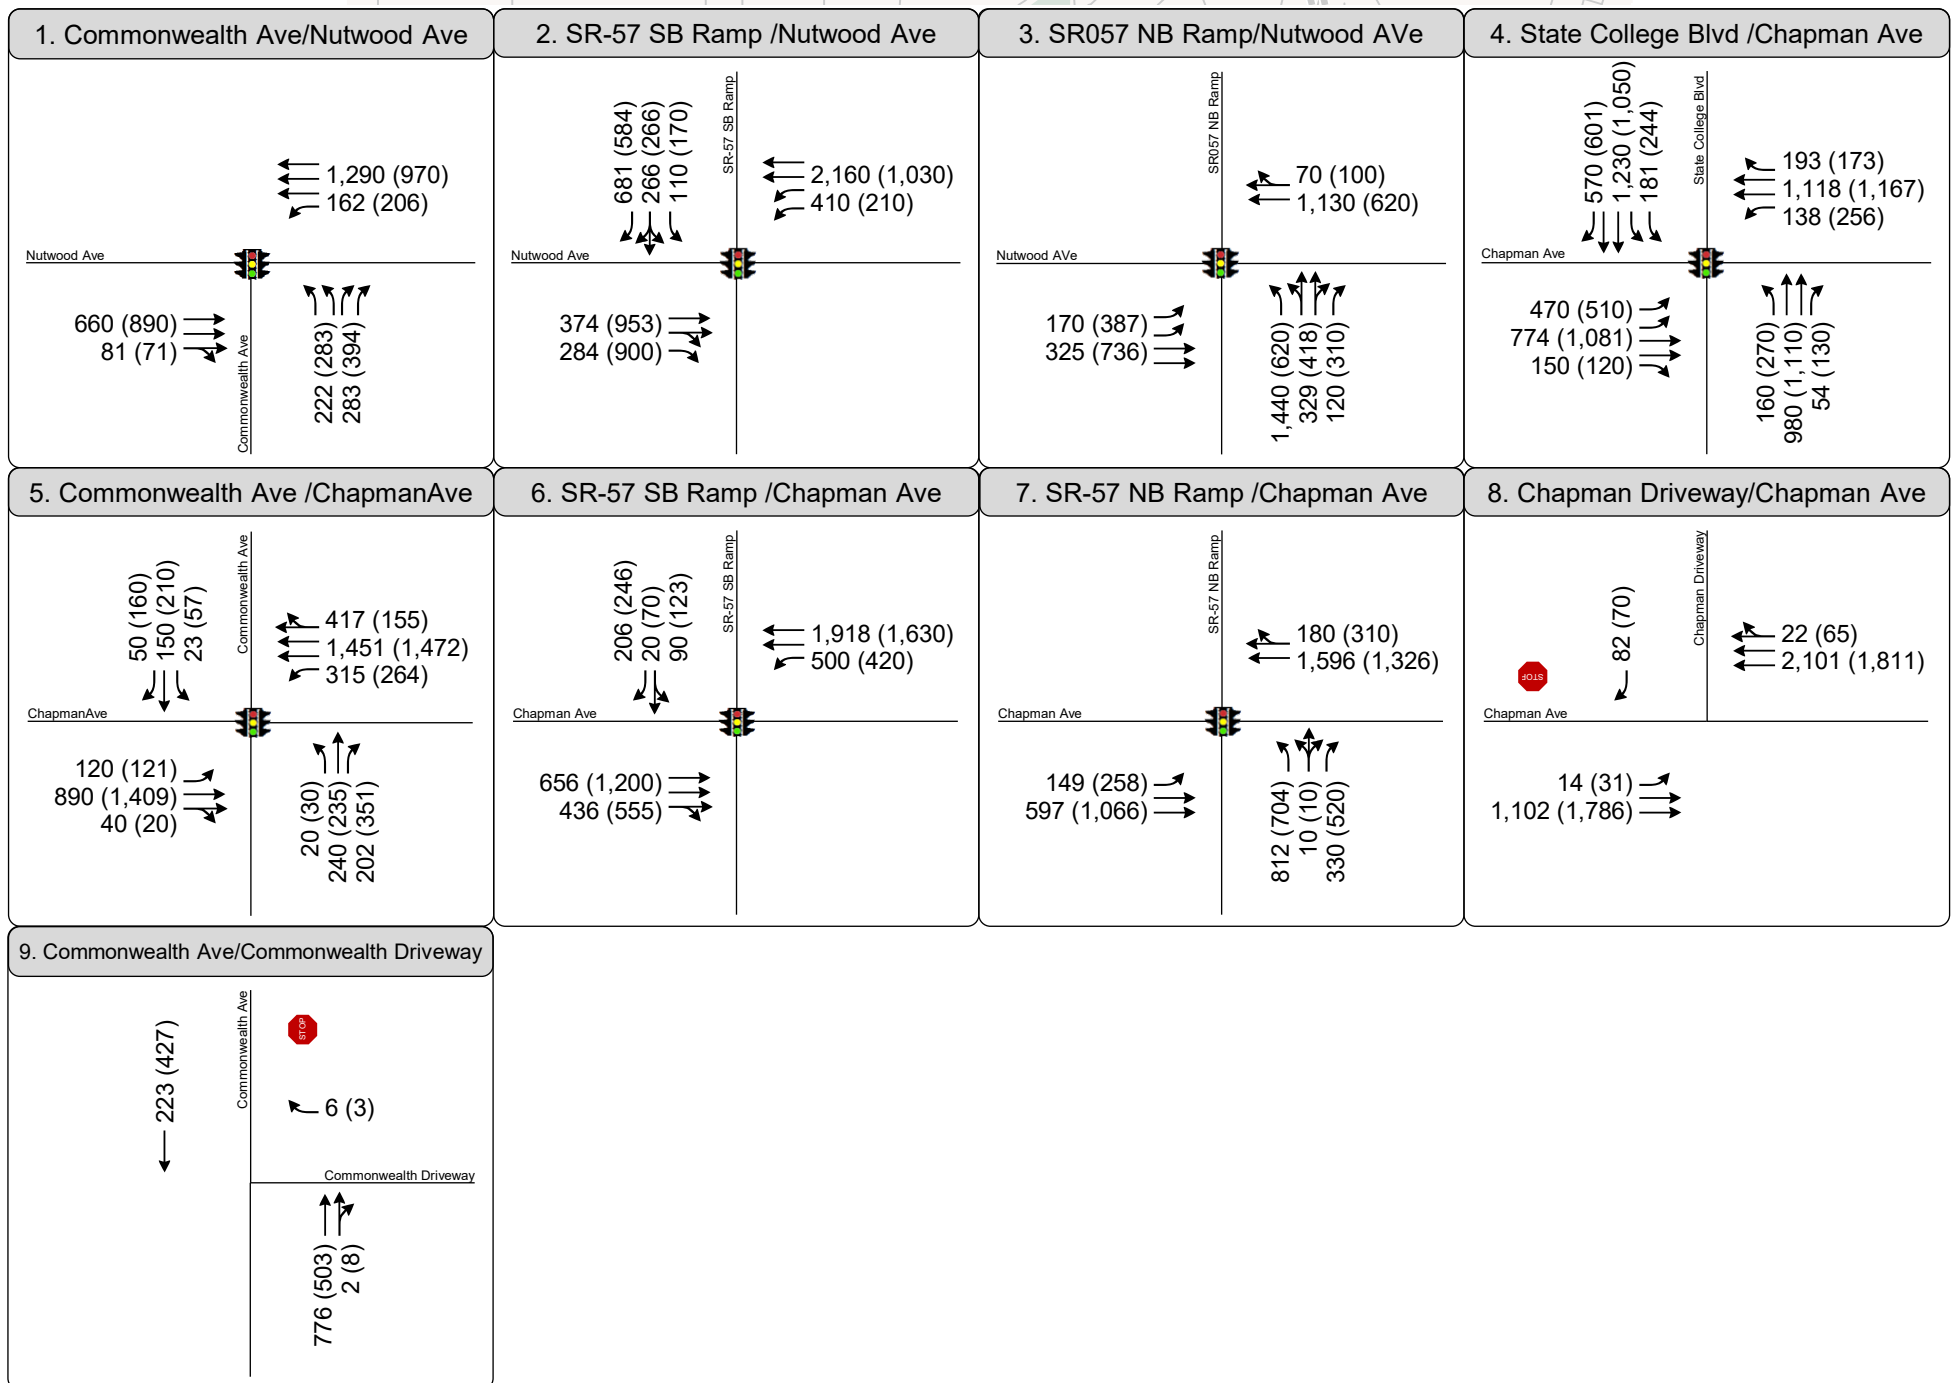 1. Commonwealth Ave/Nutwood Ave
1,290 (970)
162 (206)
Nutwood Ave
660 (890)
81 (71)
Commonwealth Ave
222 (283)
283 (394)
2. SR-57 SB Ramp /Nutwood Ave
681 (584)
266 (266)
110 (170)
SR-57 SB Ramp
2,160 (1,030)
410 (210)
Nutwood Ave
374 (953)
284 (900)
3. SR057 NB Ramp/Nutwood AVe
SR057 NB Ramp
70 (100)
1,130 (620)
Nutwood AVe
170 (387)
325 (736)
1,440 (620)
329 (418)
120 (310)
4. State College Blvd /Chapman Ave
570 (601)
1,230 (1,050)
181 (244)
State College Blvd
193 (173)
1,118 (1,167)
138 (256)
Chapman Ave
470 (510)
774 (1,081)
150 (120)
160 (270)
980 (1,110)
54 (130)
5. Commonwealth Ave /ChapmanAve
50 (160)
150 (210)
23 (57)
Commonwealth Ave
417 (155)
1,451 (1,472)
315 (264)
ChapmanAve
120 (121)
890 (1,409)
40 (20)
20 (30)
240 (235)
202 (351)
6. SR-57 SB Ramp /Chapman Ave
206 (246)
20 (70)
90 (123)
SR-57 SB Ramp
1,918 (1,630)
500 (420)
Chapman Ave
656 (1,200)
436 (555)
7. SR-57 NB Ramp /Chapman Ave
SR-57 NB Ramp
180 (310)
1,596 (1,326)
Chapman Ave
149 (258)
597 (1,066)
812 (704)
10 (10)
330 (520)
8. Chapman Driveway/Chapman Ave
STOP
82 (70)
Chapman Driveway
22 (65)
2,101 (1,811)
Chapman Ave
14 (31)
1,102 (1,786)
9. Commonwealth Ave/Commonwealth Driveway
223 (427)
Commonwealth Ave
STOP
6 (3)
Commonwealth Driveway
776 (503)
2 (8)